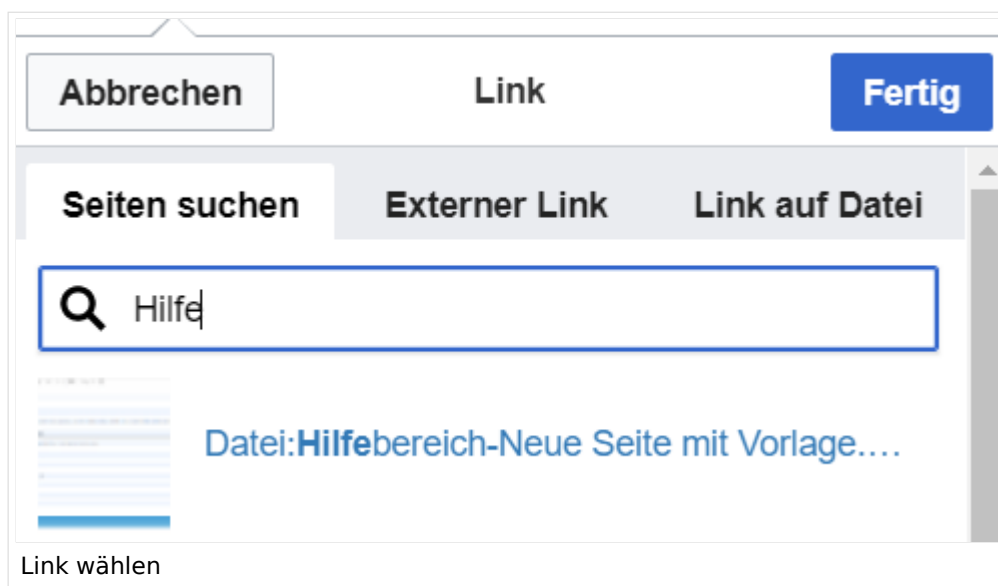 Abbrechen Link Fertig
Seiten suchen Externer Link Link auf Datei
Hilfe
Datei:Hilfebereich-Neue Seite mit Vorlage....
Link wählen